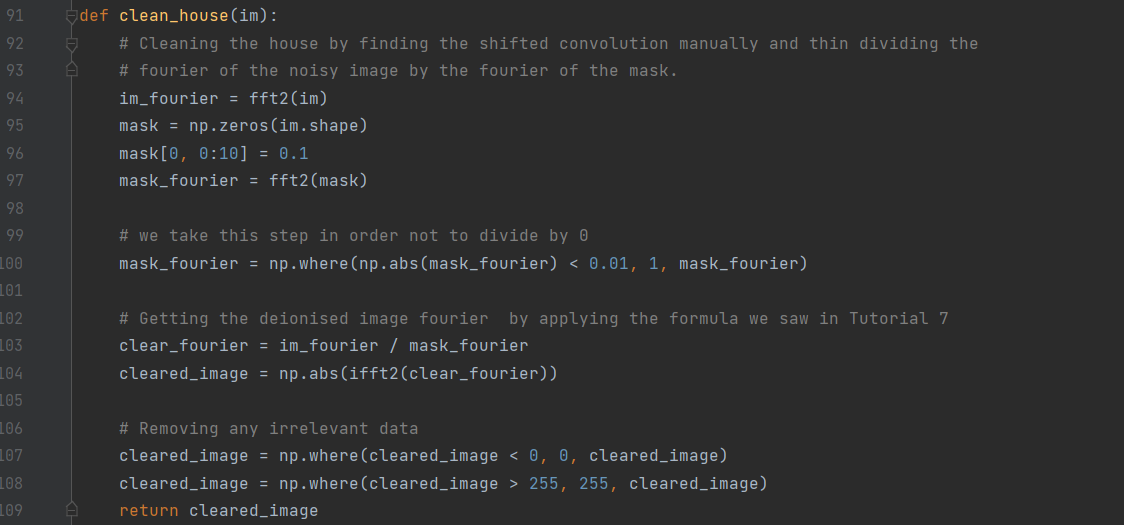 91 def clean_house(im):
92     # Cleaning the house by finding the shifted convolution manually and thin dividing the
93     # fourier of the noisy image by the fourier of the mask.
94     im_fourier = fft2(im)
95     mask = np.zeros(im.shape)
96     mask[0, 0:10] = 0.1
97     mask_fourier = fft2(mask)
98
99     # we take this step in order not to divide by 0
100     mask_fourier = np.where(np.abs(mask_fourier) < 0.01, 1, mask_fourier)
101
102     # Getting the deionised image fourier  by applying the formula we saw in Tutorial 7
103     clear_fourier = im_fourier / mask_fourier
104     cleared_image = np.abs(ifft2(clear_fourier))
105
106     # Removing any irrelevant data
107     cleared_image = np.where(cleared_image < 0, 0, cleared_image)
108     cleared_image = np.where(cleared_image > 255, 255, cleared_image)
109     return cleared_image